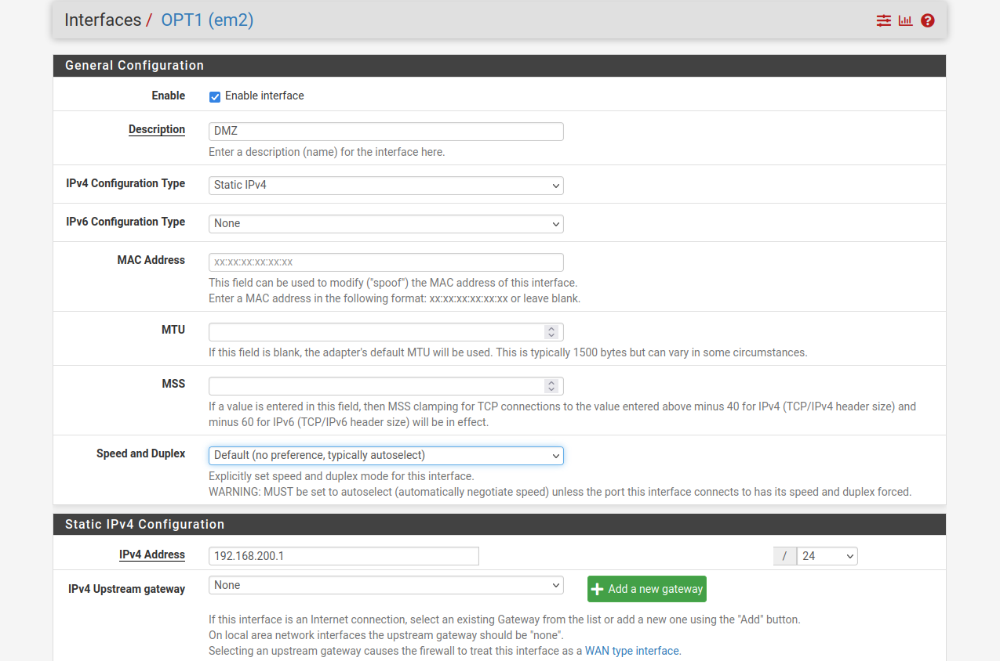 Interfaces / OPT1 (em2)
General Configuration
Enable Enable interface
Description DMZ
Enter a description (name) for the interface here.
IPv4 Configuration Type Static IPv4
IPv6 Configuration Type None
MAC Address xx:xx:xx:xx:xx:xx
This field can be used to modify ("spoof") the MAC address of this interface.
Enter a MAC address in the following format: xx:xx:xx:xx:xx:xx or leave blank.
MTU
If this field is blank, the adapter's default MTU will be used. This is typically 1500 bytes but can vary in some circumstances.
MSS
If a value is entered in this field, then MSS clamping for TCP connections to the value entered above minus 40 for IPv4 (TCP/IPv4 header size) and
minus 60 for IPv6 (TCP/IPv6 header size) will be in effect.
Speed and Duplex Default (no preference, typically autoselect)
Explicitly set speed and duplex mode for this interface.
WARNING: MUST be set to autoselect (automatically negotiate speed) unless the port this interface connects to has its speed and duplex forced.
Static IPv4 Configuration
IPv4 Address 192.168.200.1 / 24
IPv4 Upstream gateway None Add a new gateway
If this interface is an Internet connection, select an existing Gateway from the list or add a new one using the "Add" button.
On local area network interfaces the upstream gateway should be "none".
Selecting an upstream gateway causes the firewall to treat this interface as a WAN type interface.